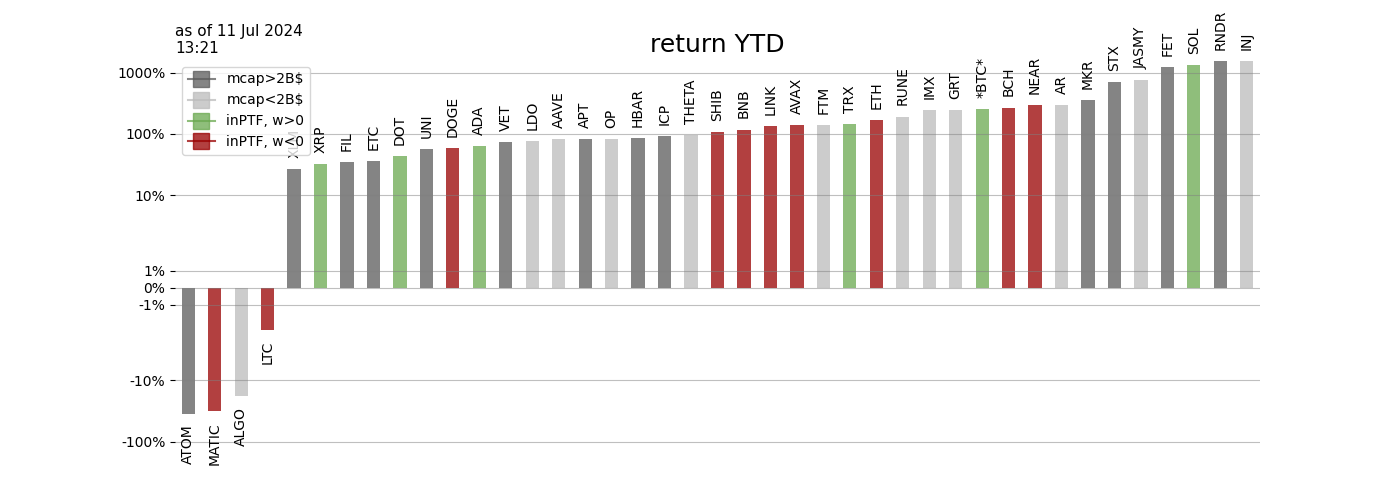 as of 11 Jul 2024
13:21
return YTD
mcap>2B$
mcap<2B$
inPTF, w>0
inPTF, w<0
1000%
100%
10%
1%
0%
-1%
-10%
-100%
ATOM
MATIC
ALGO
LTC
XRP
FIL
ETC
DOT
UNI
DOGE
ADA
VET
LDO
AAVE
APT
OP
HBAR
ICP
THETA
SHIB
BNB
LINK
AVAX
FTM
TRX
ETH
RUNE
IMX
GRT
*BTC*
BCH
NEAR
AR
MKR
STX
JASMY
FET
SOL
RNDR
INJ